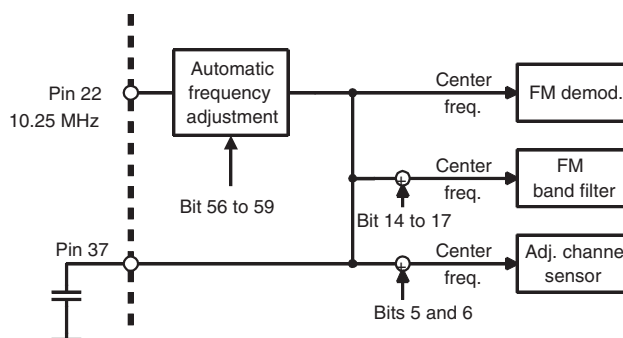 Pin 22
10.25 MHz
Automatic
frequency
adjustment
Bit 56 to 59
Center
freq.
FM demod.
Center
freq.
FM
band filter
+
Bit 14 to 17
Pin 37
Center
freq.
Adj. channel
sensor
+
Bits 5 and 6